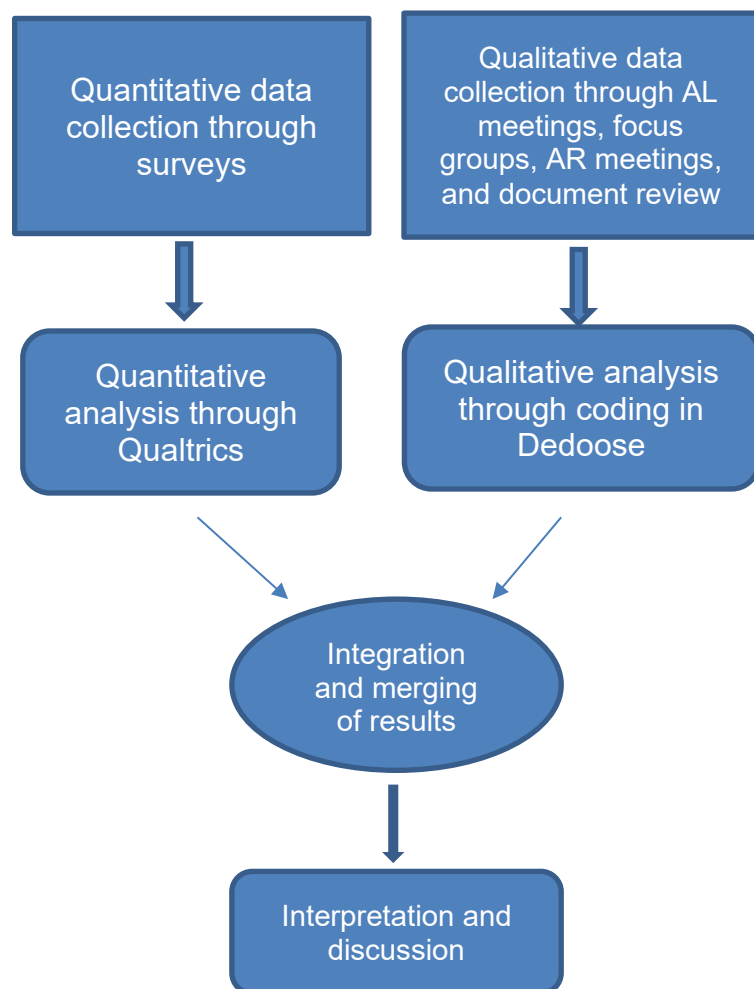 Quantitative data
collection through
surveys
Qualitative data
collection through AL
meetings, focus
groups, AR meetings,
and document review
Quantitative
analysis through
Qualtrics
Qualitative analysis
through coding in
Dedoose
Integration
and merging
of results
Interpretation and
discussion